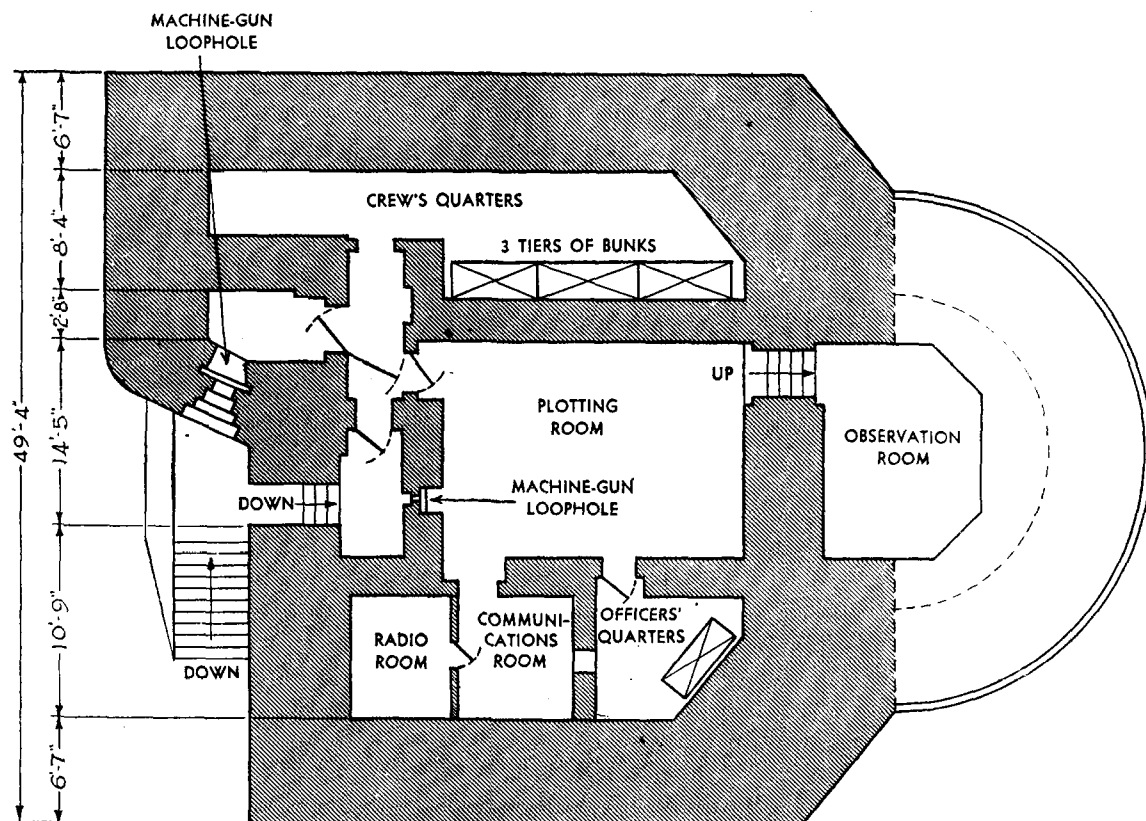 MACHINE-GUN
LOOPHOLE
6'-7"
CREW'S QUARTERS
8'-4"
3 TIERS OF BUNKS
2'-8"
UP
PLOTTING
ROOM
OBSERVATION
ROOM
14'-5"
49'-4"
DOWN
MACHINE-GUN
LOOPHOLE
10'-9"
RADIO
ROOM
COMMUNI-
CATIONS
ROOM
OFFICERS'
QUARTERS
DOWN
6'-7"